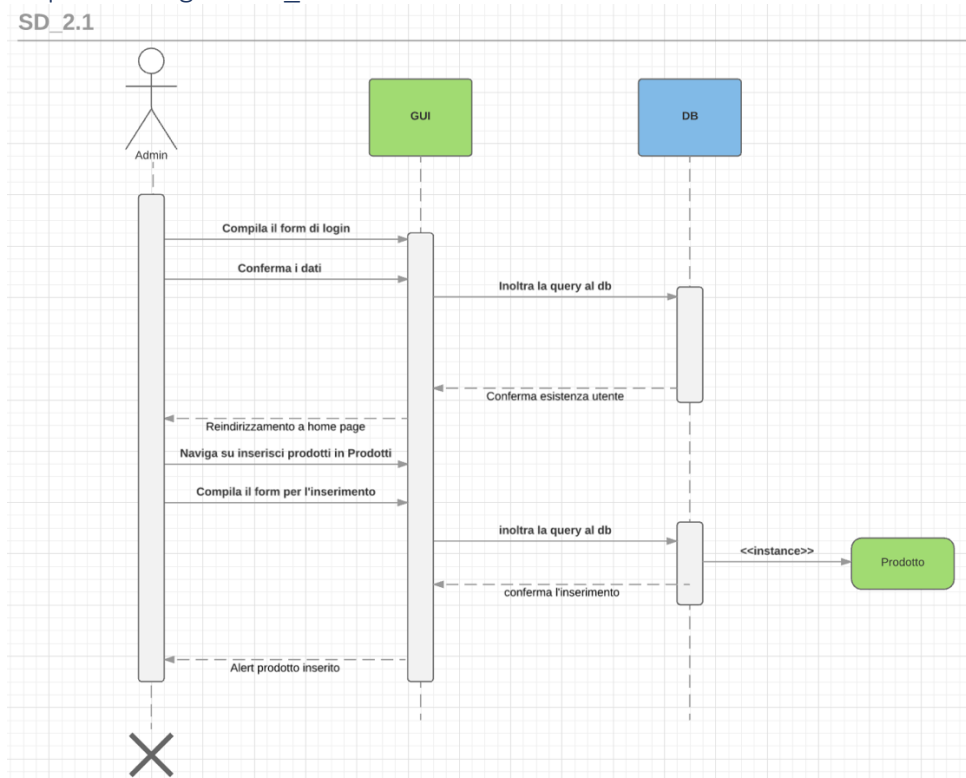 SD_2.1
Admin
GUI
DB
Compila il form di login
Conferma i dati
Inoltra la query al db
Conferma esistenza utente
Reindirizzamento a home page
Naviga su inserisci prodotti in Prodotti
Compila il form per l'inserimento
inoltra la query al db
<<instance>>
Prodotto
conferma l'inserimento
Alert prodotto inserito